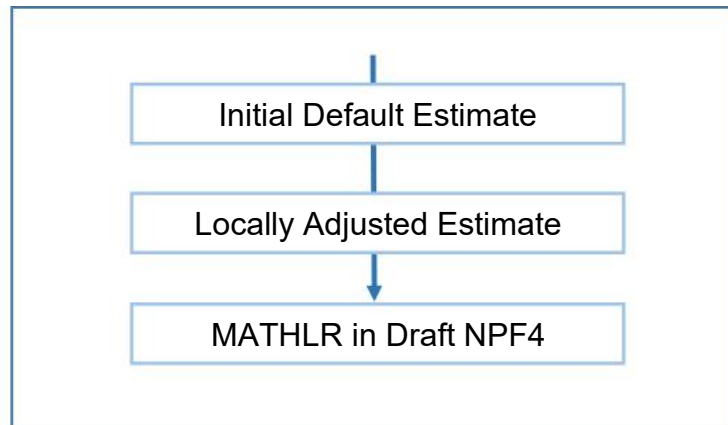 Initial Default Estimate
Locally Adjusted Estimate
MATHLR in Draft NPF4